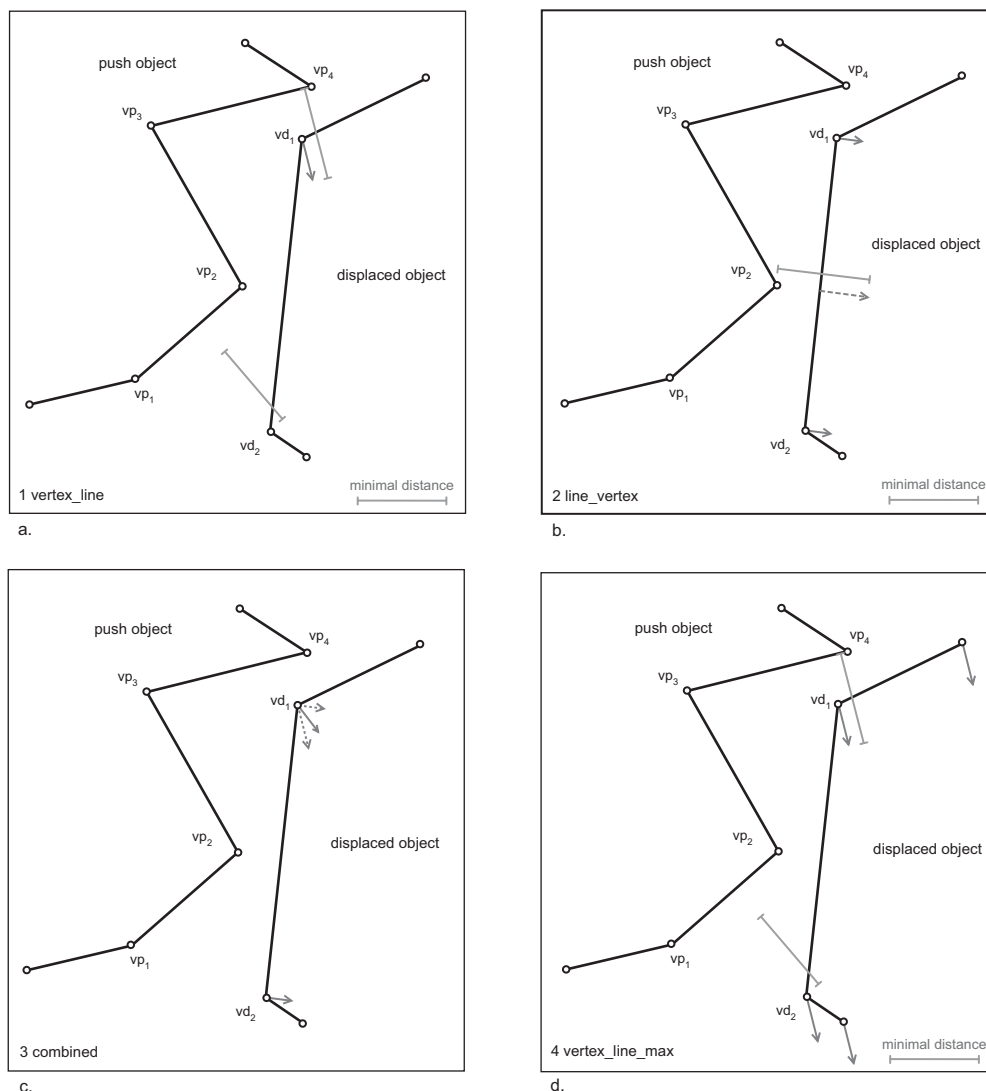 push object
vp4
vp3
vd1
vp2
displaced object
vp1
vd2
minimal distance
1 vertex_line
a.
push object
vp4
vp3
vd1
displaced object
vp2
vp1
vd2
minimal distance
2 line_vertex
b.
push object
vp4
vp3
vd1
vp2
displaced object
vp1
vd2
3 combined
c.
push object
vp4
vp3
vd1
vp2
displaced object
vp1
vd2
minimal distance
4 vertex_line_max
d.